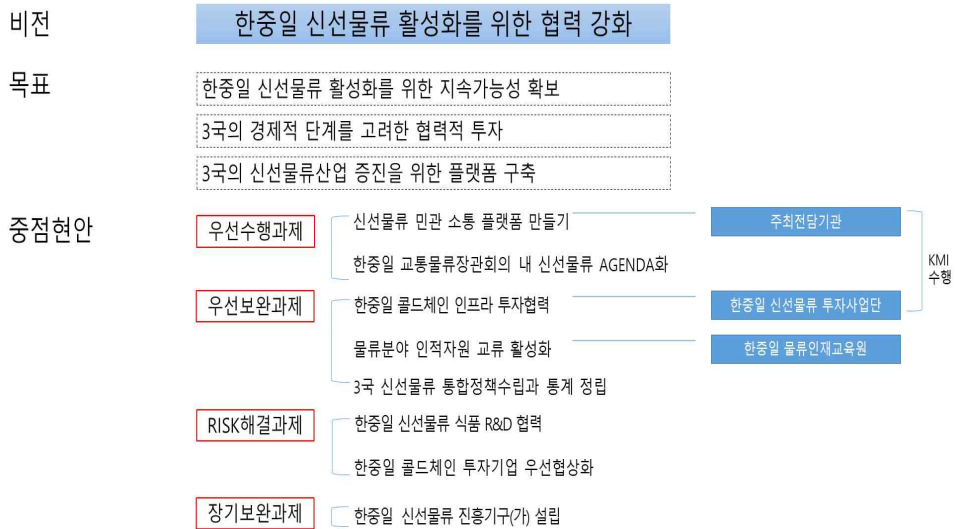 비전
한중일 신선물류 활성화를 위한 협력 강화
목표
한중일 신선물류 활성화를 위한 지속가능성 확보
3국의 경제적 단계를 고려한 협력적 투자
3국의 신선물류산업 증진을 위한 플랫폼 구축
중점현안
우선수행과제
신선물류 민관 소통 플랫폼 만들기
주최전담기관
한중일 교통물류장관회의 내 신선물류 AGENDA화
KMI
수행
우선보완과제
한중일 콜드체인 인프라 투자협력
한중일 신선물류 투자사업단
물류분야 인적자원 교류 활성화
한중일 물류인재교육원
3국 신선물류 통합정책수립과 통계 정립
RISK해결과제
한중일 신선물류 식품 R&D 협력
한중일 콜드체인 투자기업 우선협상화
장기보완과제
한중일 신선물류 진흥기구(가) 설립